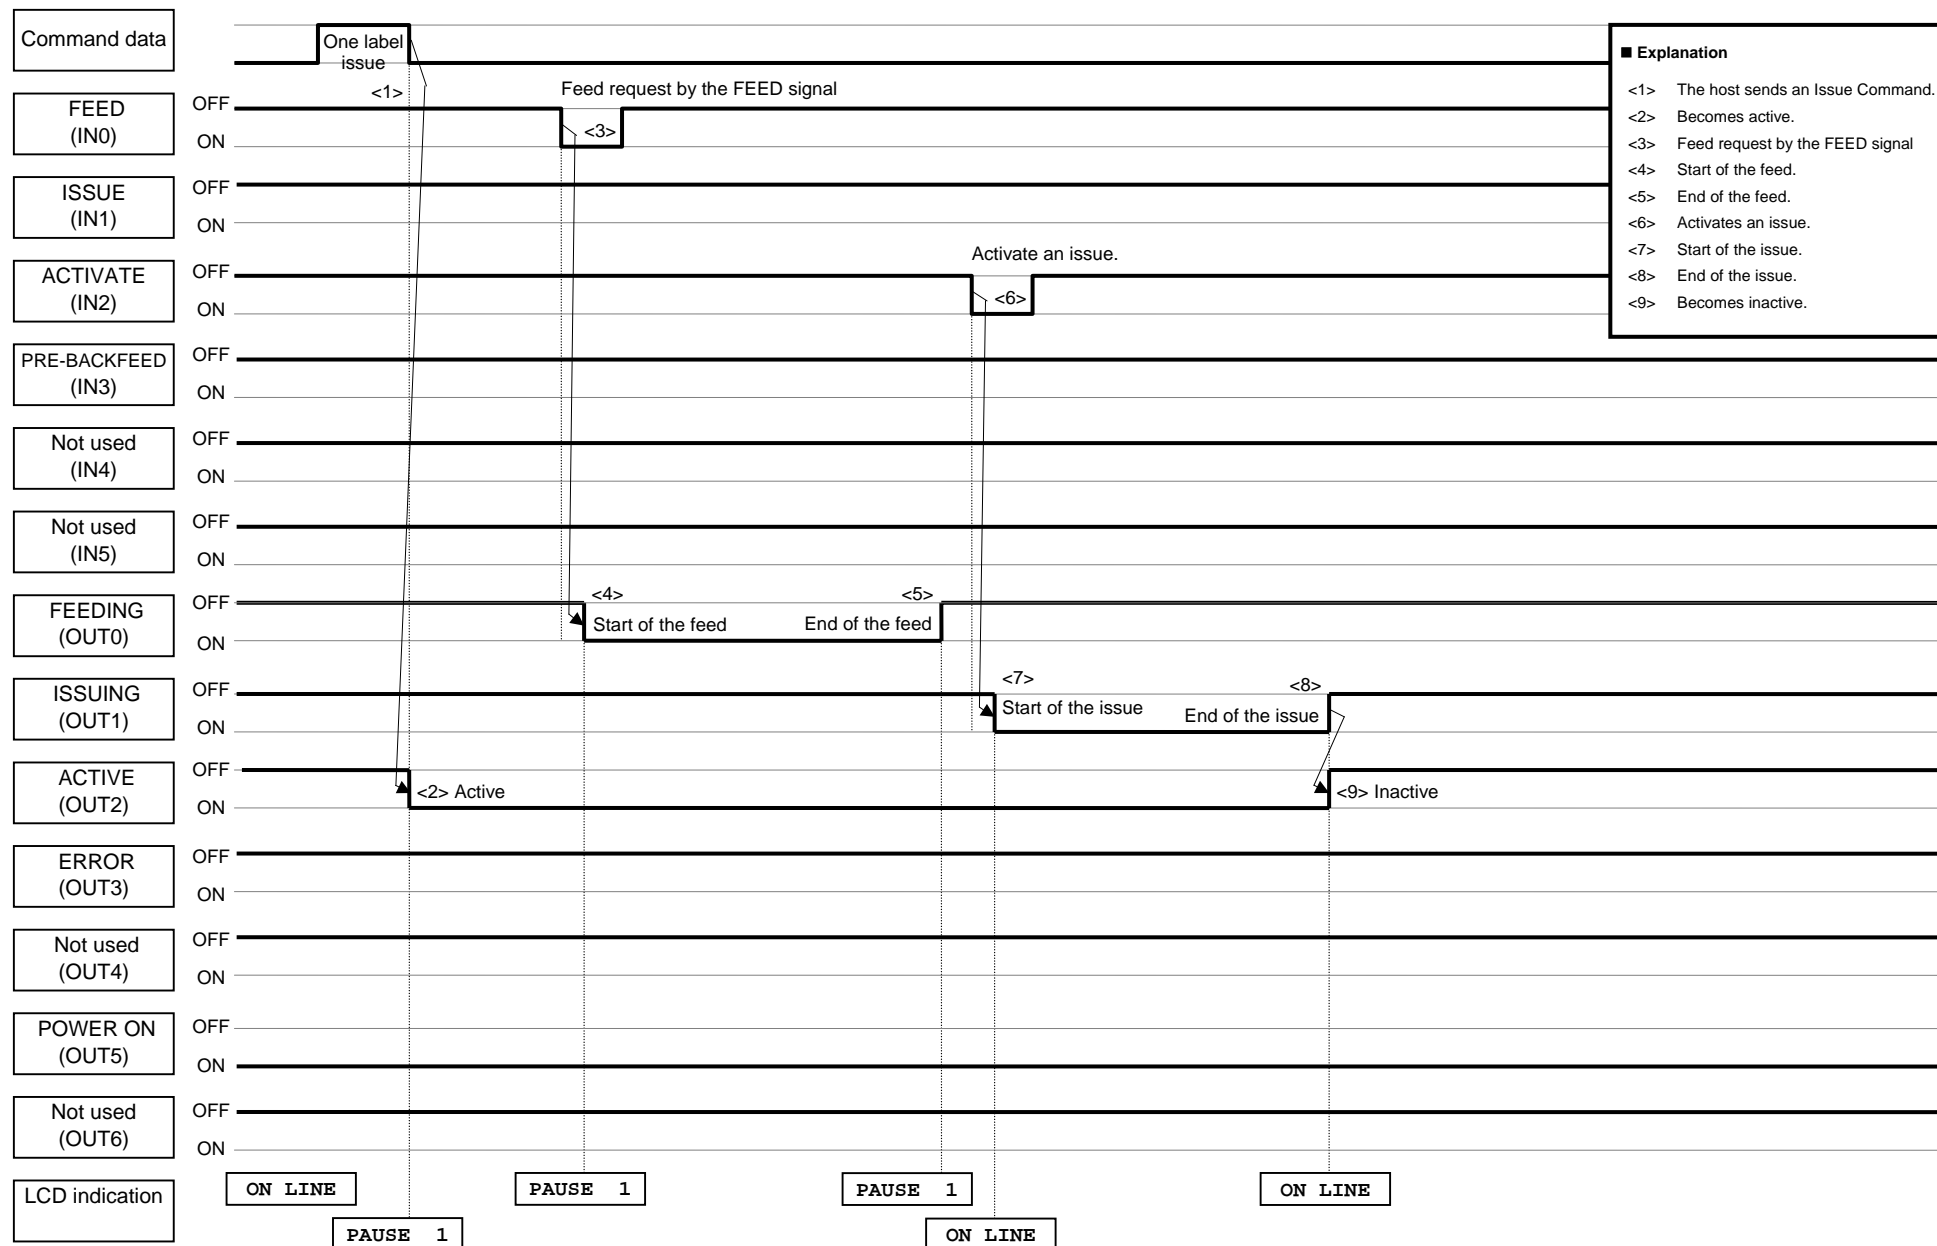 Command data
One label
issue
<1>
Feed request by the FEED signal
FEED
(IN0)
OFF
ON
<3>
ISSUE
(IN1)
OFF
ON
Activate an issue.
ACTIVATE
(IN2)
OFF
ON
<6>
PRE-BACKFEED
(IN3)
OFF
ON
Not used
(IN4)
OFF
ON
Not used
(IN5)
OFF
ON
FEEDING
(OUT0)
OFF
ON
<4>
Start of the feed
<5>
End of the feed
ISSUING
(OUT1)
OFF
ON
<7>
Start of the issue
<8>
End of the issue
ACTIVE
(OUT2)
OFF
ON
<2> Active
<9> Inactive
ERROR
(OUT3)
OFF
ON
Not used
(OUT4)
OFF
ON
POWER ON
(OUT5)
OFF
ON
Not used
(OUT6)
OFF
ON
LCD indication
ON LINE
PAUSE 1
PAUSE 1
PAUSE 1
ON LINE
ON LINE
■ Explanation
<1> The host sends an Issue Command.
<2> Becomes active.
<3> Feed request by the FEED signal
<4> Start of the feed.
<5> End of the feed.
<6> Activates an issue.
<7> Start of the issue.
<8> End of the issue.
<9> Becomes inactive.